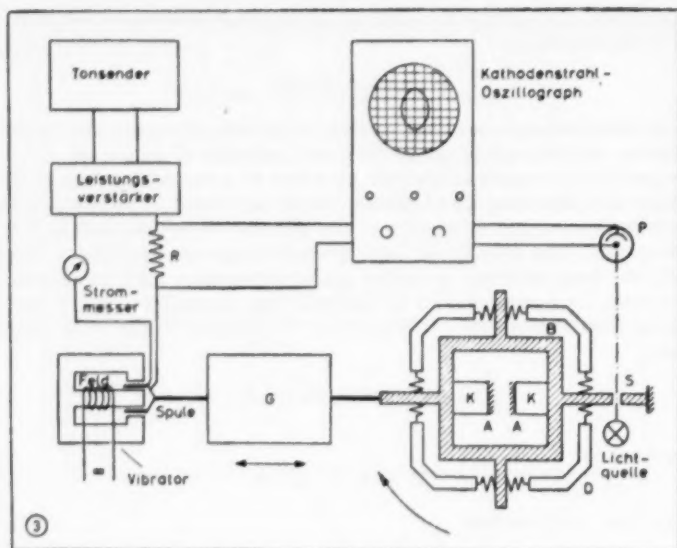 Tonsender
Kathodenstrahl-
Oszillograph
Leistungs-
verstärker
R
P
Strom-
messer
Feld
Spule
G
B
K
K
A
A
S
Licht-
quelle
D
∞
Vibrator
3